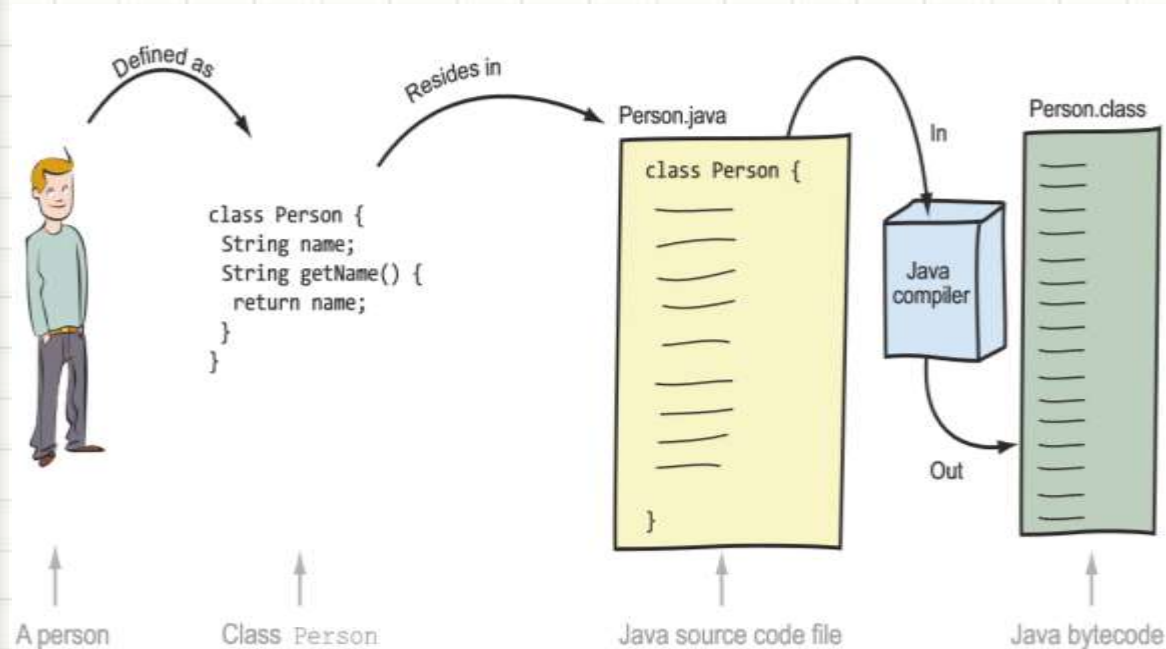 Defined as
class Person {
String name;
String getName() {
return name;
}
}
Resides in
Person.java
class Person {
}
In
Java
compiler
Out
Person.class
A person
Class Person
Java source code file
Java bytecode